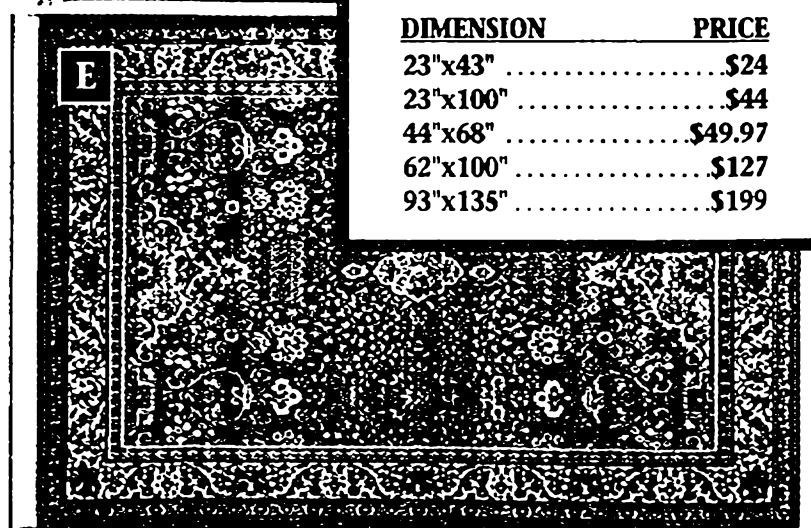 E
DIMENSION PRICE
23"x43" ......................$24
23"x100" .....................$44
44"x68" .................$49.97
62"x100" ...................$127
93"x135" ...................$199